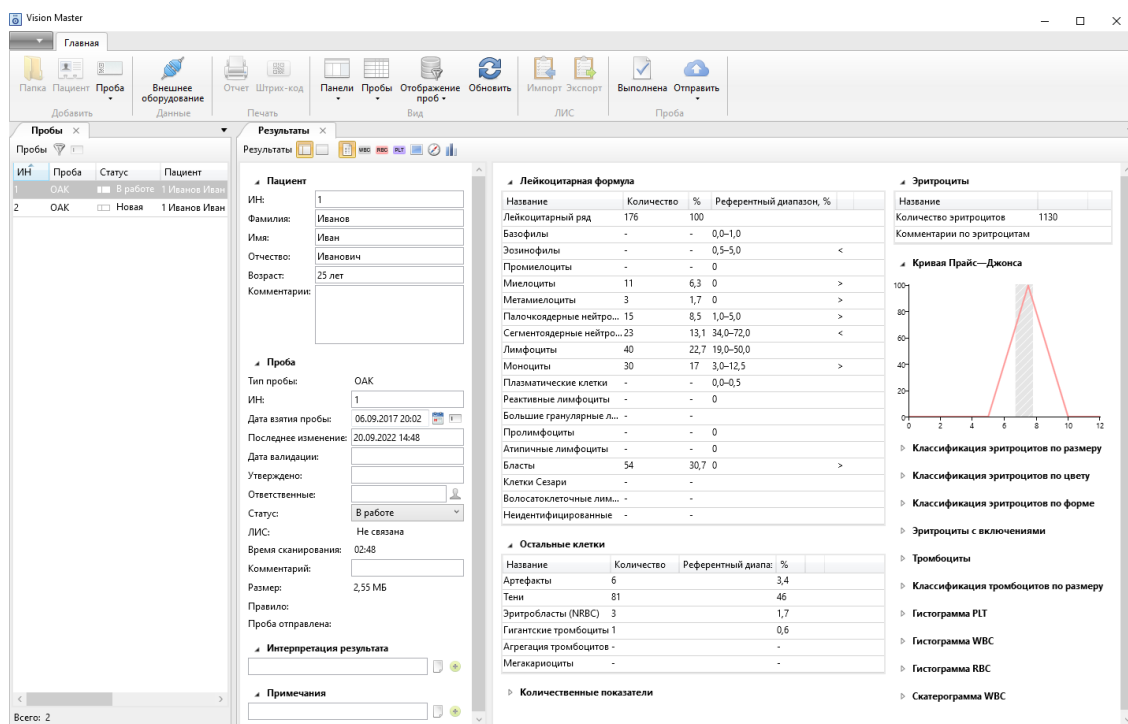 Vision Master
Главная
Папка Пациент Проба Внешнее оборудование Отчет Штрих-код Панели Пробы Отображение проб Обновить Импорт Экспорт Выполнена Отправить
Добавить Данные Печать Вид ЛИС Проба
Пробы
Пробы
ИН Проба Статус Пациент
1 ОАК В работе 1 Иванов Иван
2 ОАК Новая 1 Иванов Иван
Всего: 2
Результаты
Результаты WBC RBC PLT
Пациент
ИН: 1
Фамилия: Иванов
Имя: Иван
Отчество: Иванович
Возраст: 25 лет
Комментарии:
Проба
Тип пробы: ОАК
ИН: 1
Дата взятия пробы: 06.09.2017 20:02
Последнее изменение: 20.09.2022 14:48
Дата валидации:
Утверждено:
Ответственные:
Статус: В работе
ЛИС: Не связана
Время сканирования: 02:48
Комментарий:
Размер: 2,55 МБ
Правило:
Проба отправлена:
Интерпретация результата
Примечания
Лейкоцитарная формула
Название Количество % Референтный диапазон, %
Лейкоцитарный ряд 176 100
Базофилы - - 0,0–1,0
Эозинофилы - - 0,5–5,0 <
Промиелоциты - - 0
Миелоциты 11 6,3 0 >
Метамиелоциты 3 1,7 0 >
Палочкоядерные нейтро... 15 8,5 1,0–5,0 >
Сегментоядерные нейтро... 23 13,1 34,0–72,0 <
Лимфоциты 40 22,7 19,0–50,0
Моноциты 30 17 3,0–12,5 >
Плазматические клетки - - 0,0–0,5
Реактивные лимфоциты - - 0
Большие гранулярные л... - -
Пролимфоциты - - 0
Атипичные лимфоциты - - 0
Бласты 54 30,7 0 >
Клетки Сезари - -
Волосатоклеточные лим... - -
Неидентифицированные - -
Остальные клетки
Название Количество Референтный диапа: %
Артефакты 6 3,4
Тени 81 46
Эритробласты (NRBC) 3 1,7
Гигантские тромбоциты 1 0,6
Агрегация тромбоцитов - -
Мегакариоциты - -
Количественные показатели
Эритроциты
Название
Количество эритроцитов 1130
Комментарии по эритроцитам
Кривая Прайс—Джонса
100
80
60
40
20
0
0 2 4 6 8 10 12
Классификация эритроцитов по размеру
Классификация эритроцитов по цвету
Классификация эритроцитов по форме
Эритроциты с включениями
Тромбоциты
Классификация тромбоцитов по размеру
Гистограмма PLT
Гистограмма WBC
Гистограмма RBC
Скатерограмма WBC